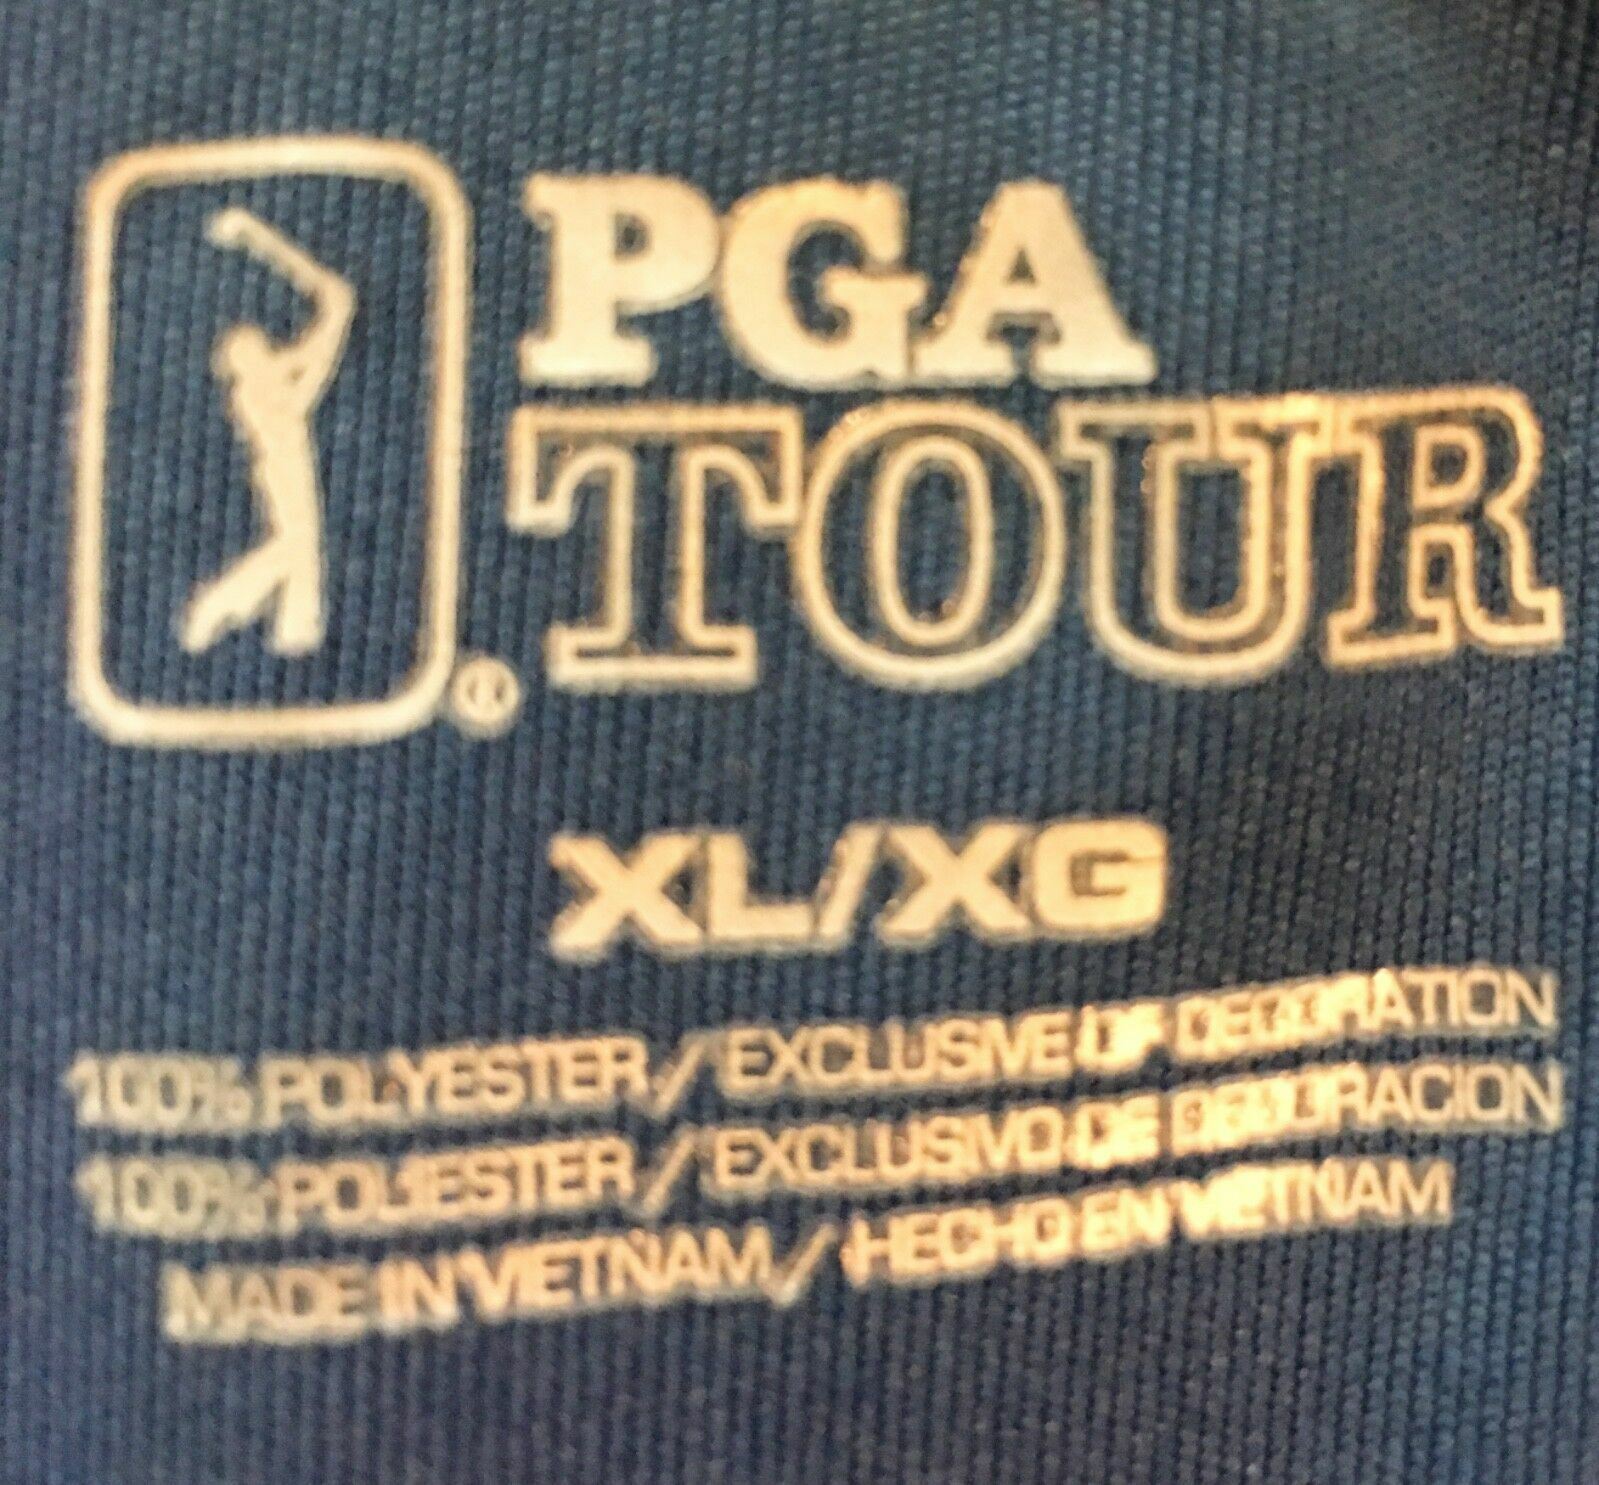 PGA
TOUR
®
XL/XG
100% POLYESTER / EXCLUSIVE OF DECORATION
100% POLIESTER / EXCLUSIVO DE DECORACION
MADE IN VIETNAM / HECHO EN VIETNAM